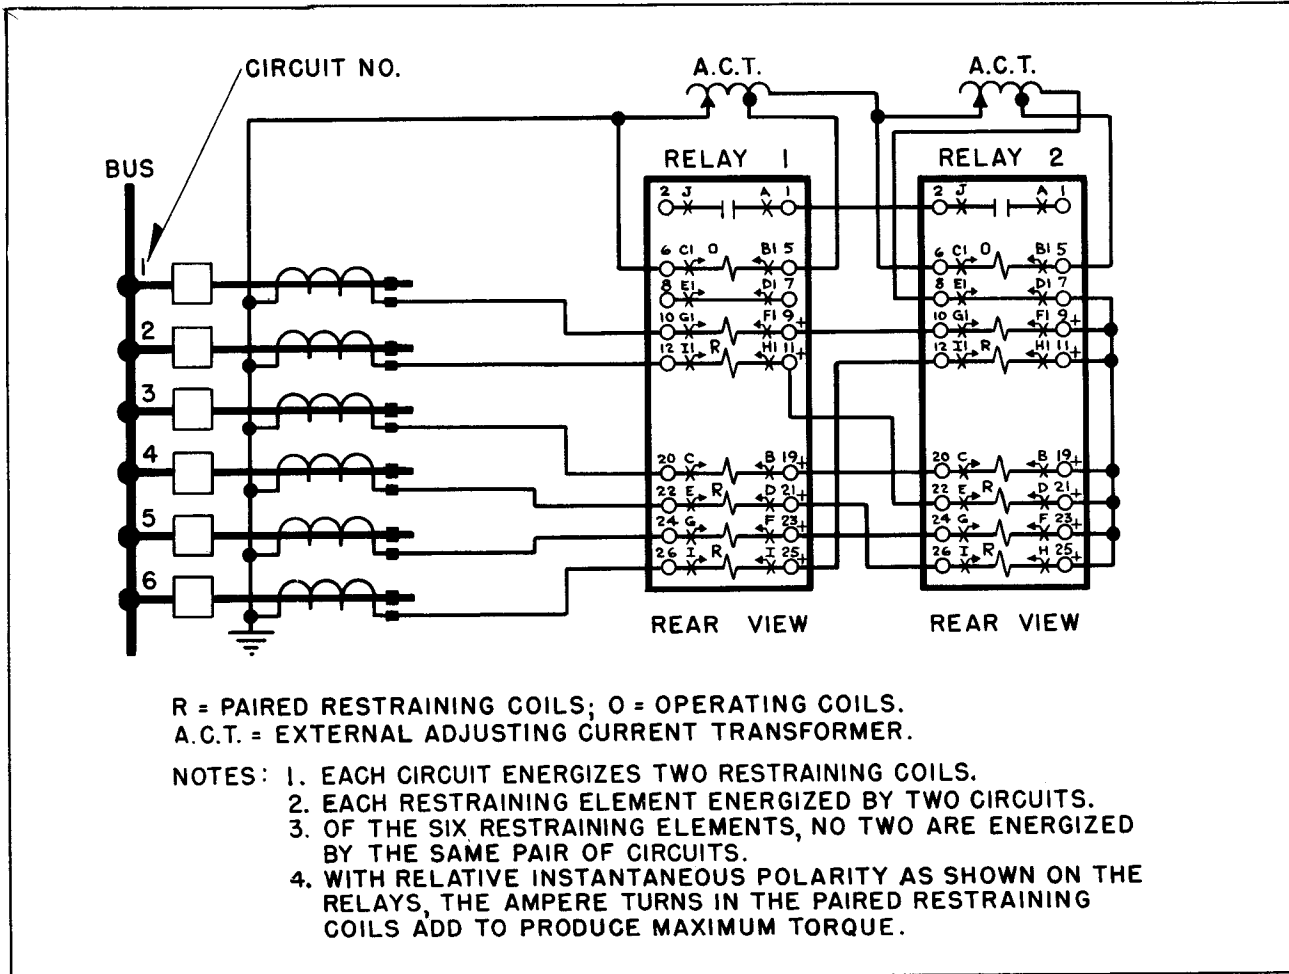 CIRCUIT NO.
A.C.T.
A.C.T.
BUS
RELAY 1
RELAY 2
2 J A 1
2 J A 1
1
6 C1 O B1 5
6 C1 O B1 5
8 E1 D1 7
8 E1 D1 7
2
10 G1 F1 9 +
10 G1 F1 9 +
12 I1 R H1 11 +
12 I1 R H1 11 +
3
4
20 C B 19 +
20 C B 19 +
22 E R D 21 +
22 E R D 21 +
5
24 G F 23 +
24 G F 23 +
26 I R I 25 +
26 I R H 25 +
6
REAR VIEW
REAR VIEW
R = PAIRED RESTRAINING COILS; O = OPERATING COILS.
A.C.T. = EXTERNAL ADJUSTING CURRENT TRANSFORMER.
NOTES: 1. EACH CIRCUIT ENERGIZES TWO RESTRAINING COILS.
2. EACH RESTRAINING ELEMENT ENERGIZED BY TWO CIRCUITS.
3. OF THE SIX RESTRAINING ELEMENTS, NO TWO ARE ENERGIZED
BY THE SAME PAIR OF CIRCUITS.
4. WITH RELATIVE INSTANTANEOUS POLARITY AS SHOWN ON THE
RELAYS, THE AMPERE TURNS IN THE PAIRED RESTRAINING
COILS ADD TO PRODUCE MAXIMUM TORQUE.